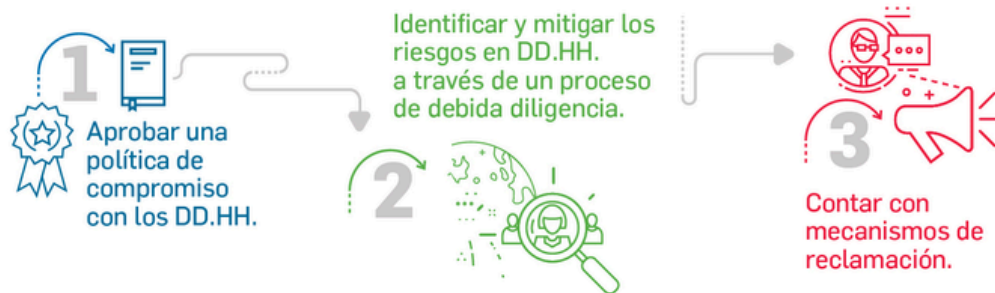 1
Aprobar una
política de
compromiso
con los DD.HH.
Identificar y mitigar los
riesgos en DD.HH.
a través de un proceso
de debida diligencia.
2
3
Contar con
mecanismos de
reclamación.